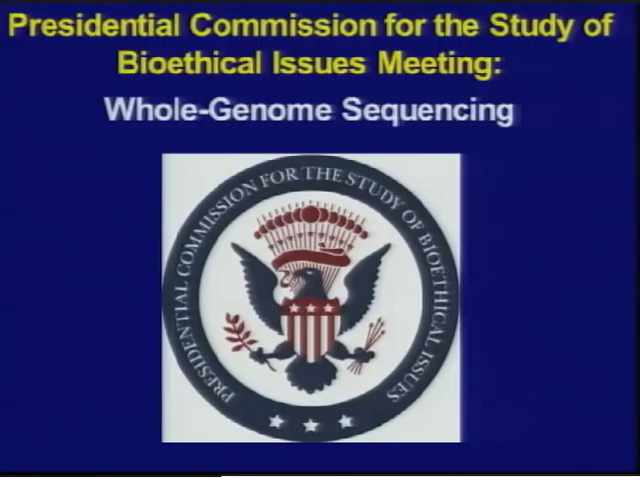 Presidential Commission for the Study of
Bioethical Issues Meeting:
Whole-Genome Sequencing
PRESIDENTIAL COMMISSION FOR THE STUDY OF BIOETHICAL ISSUES